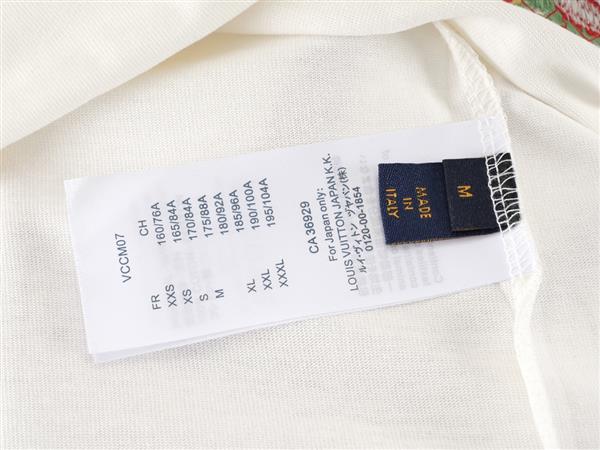 VCCM07
FR CH
XXS 160/76A
165/84A
S 170/84A
M 175/88A
180/92A
XL 185/96A
XXL 190/100A
XXXL 195/104A
CA 36929
For Japan only:
LOUIS VUITTON JAPAN K.K.
ルイ・ヴィトン ジャパン(株)
0120-00-1854
MADE
IN
ITALY
M